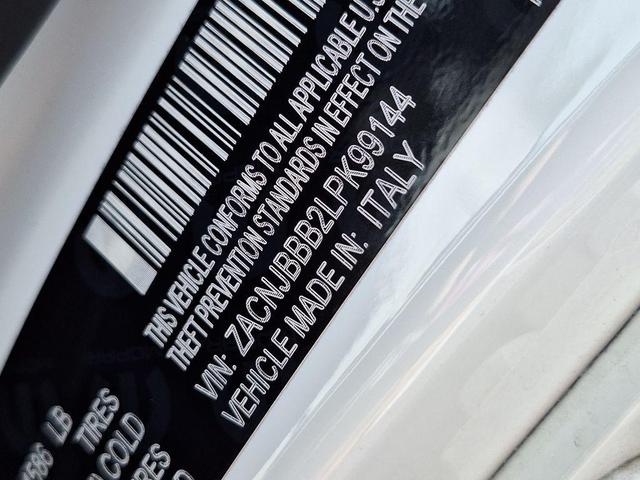 THIS VEHICLE CONFORMS TO ALL APPLICABLE U.S.
THEFT PREVENTION STANDARDS IN EFFECT ON THE
VIN: ZACNJBBB2LPK99144
VEHICLE MADE IN: ITALY
586 LB
TIRES
COLD